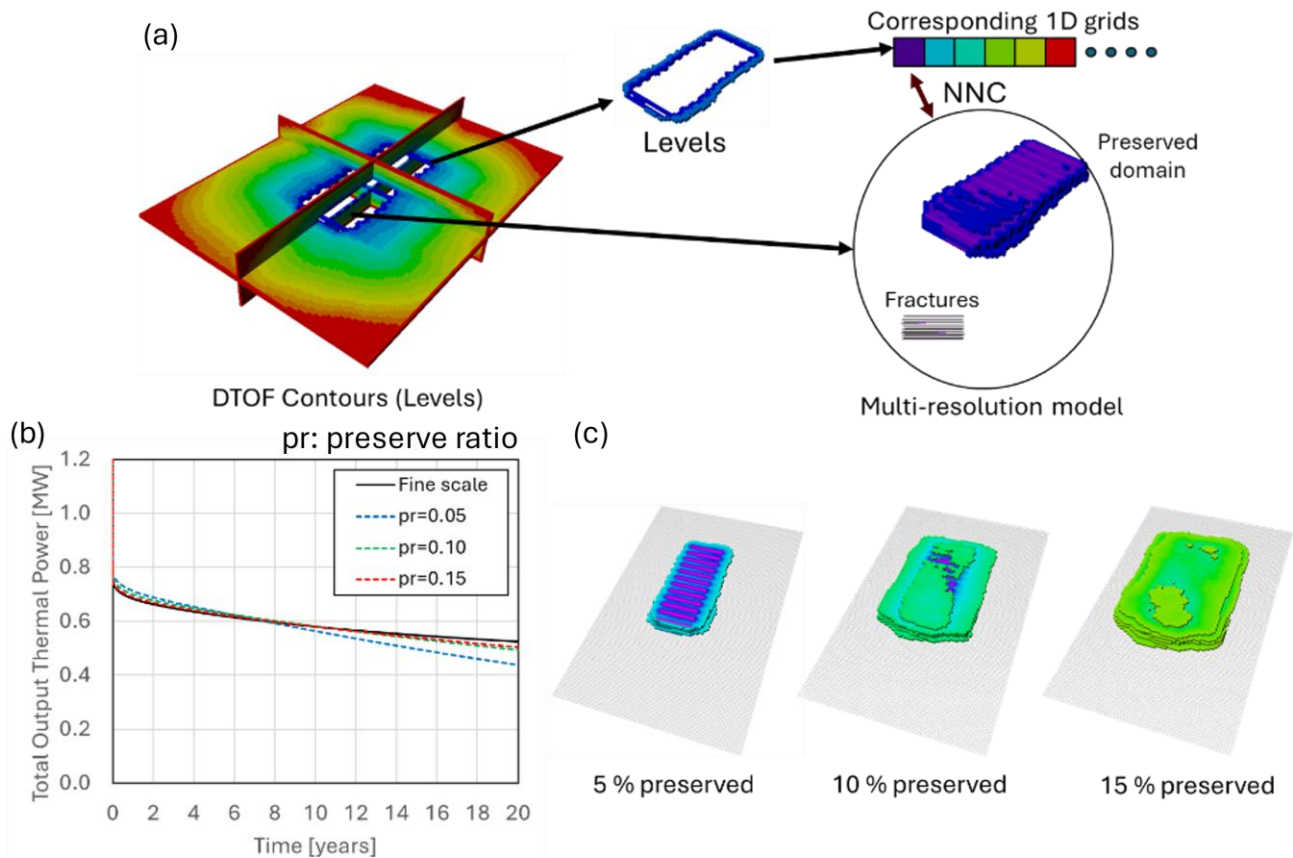 (a)
Corresponding 1D grids
NNC
Levels
Preserved
domain
Fractures
DTOF Contours (Levels)
Multi-resolution model
(b)
pr: preserve ratio
(c)
Total Output Thermal Power [MW]
1.2
1.0
0.8
0.6
0.4
0.2
0.0
Fine scale
pr=0.05
pr=0.10
pr=0.15
0 2 4 6 8 10 12 14 16 18 20
Time [years]
5 % preserved
10 % preserved
15 % preserved